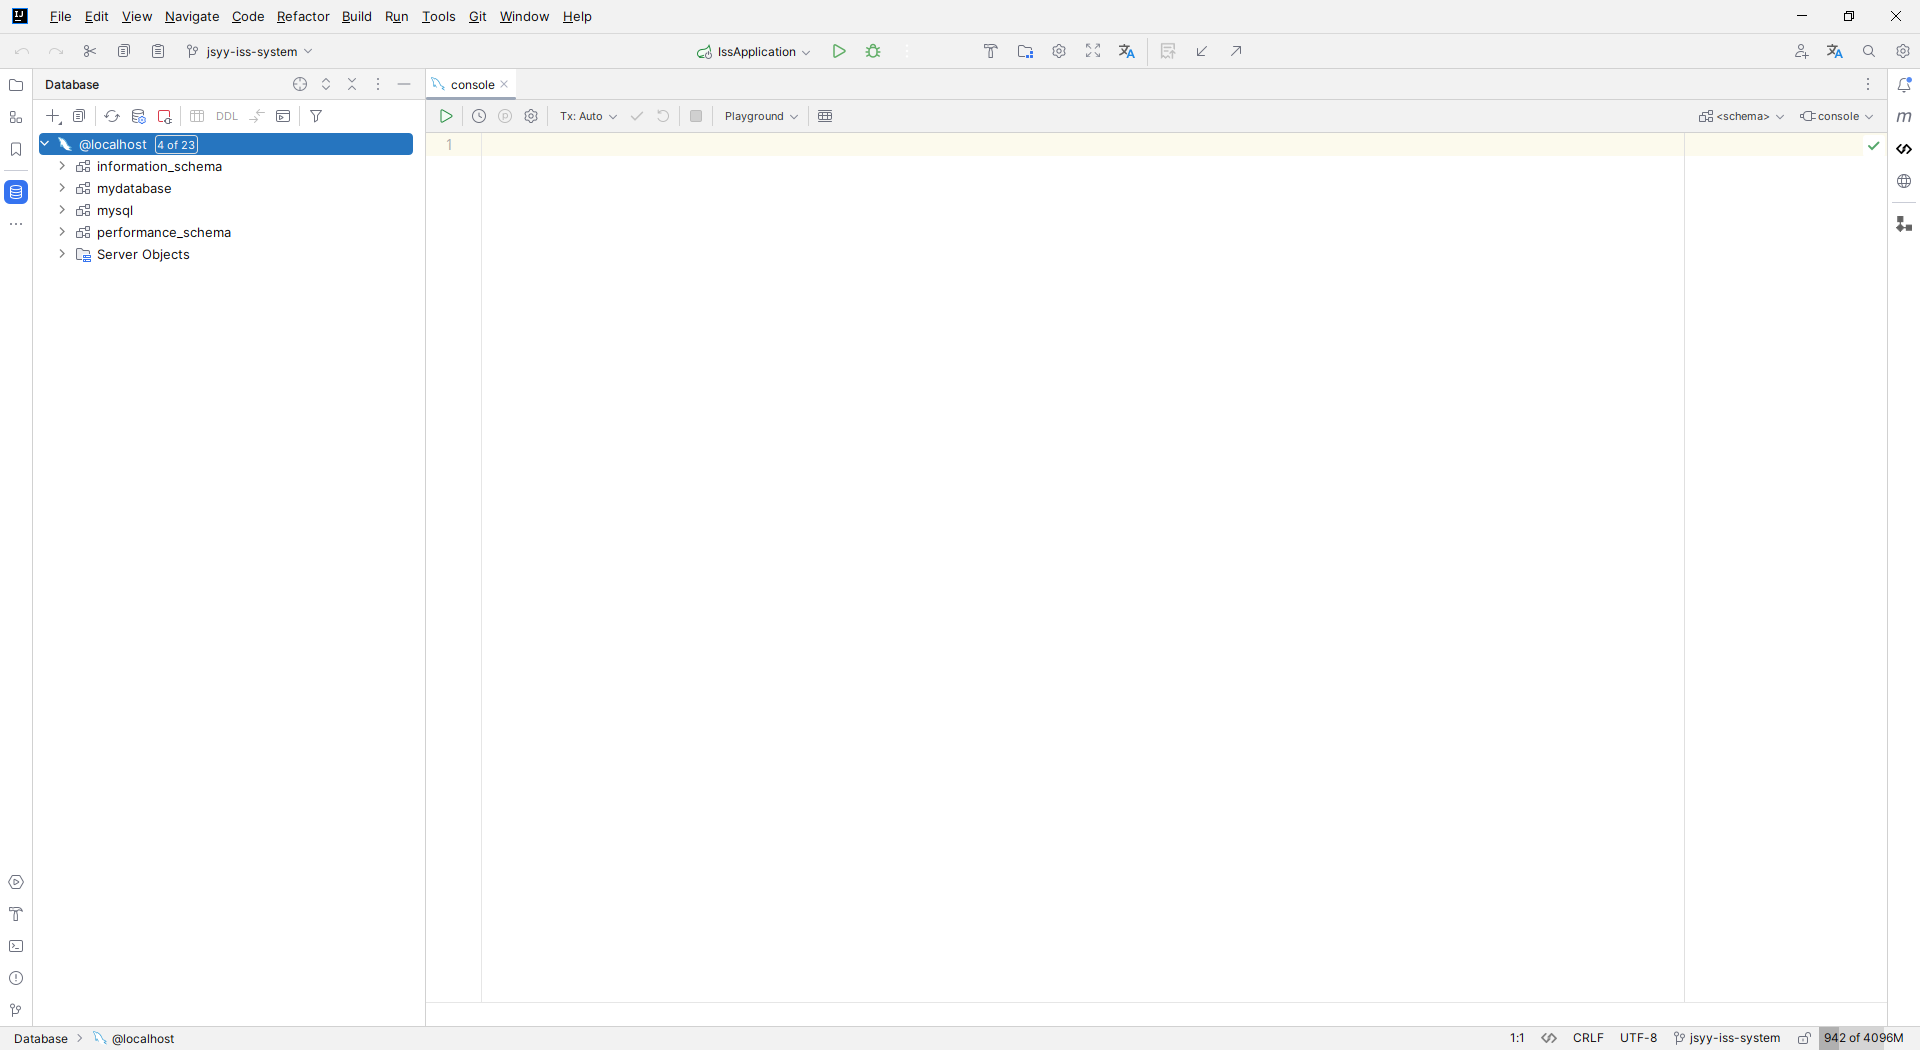 File Edit View Navigate Code Refactor Build Run Tools Git Window Help
jsyy-iss-system IssApplication
Database console
DDL Tx: Auto Playground <schema> console
@localhost 4 of 23 1
information_schema
mydatabase
mysql
performance_schema
Server Objects
Database @localhost 1:1 CRLF UTF-8 jsyy-iss-system 942 of 4096M